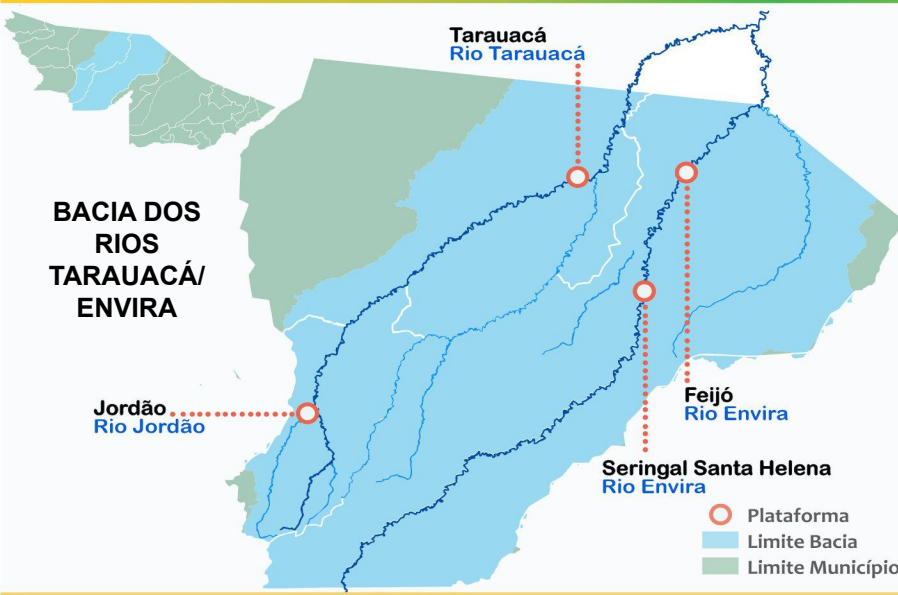 Tarauacá
Rio Tarauacá
BACIA DOS
RIOS
TARAUACÁ/
ENVIRA
Jordão
Rio Jordão
Feijó
Rio Envira
Seringal Santa Helena
Rio Envira
Plataforma
Limite Bacia
Limite Município